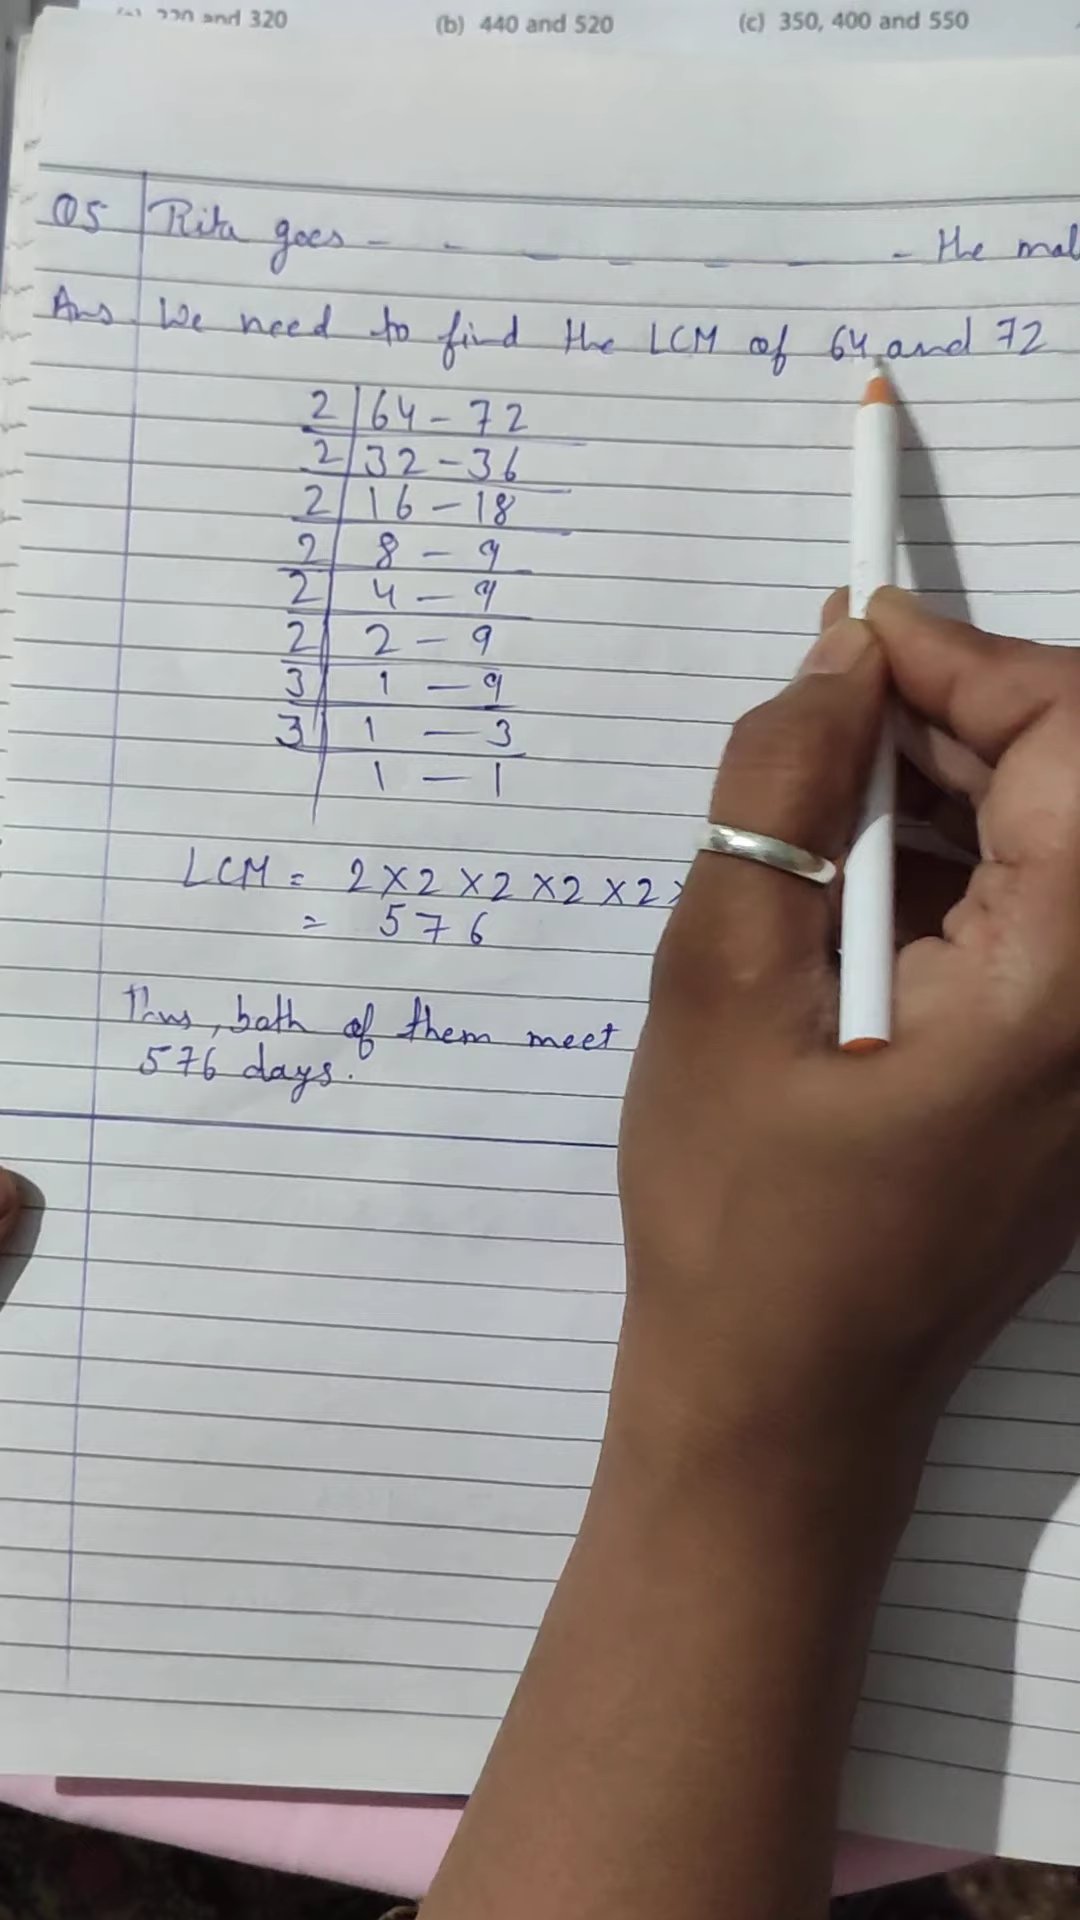 and 320 (b) 440 and 520 (c) 350, 400 and 550
Q5 Rita goes - - - - - - - the mal
Ans We need to find the LCM of 64 and 72
2 | 64 - 72
2 | 32 - 36
2 | 16 - 18
2 | 8 - 9
2 | 4 - 9
2 | 2 - 9
3 | 1 - 9
3 | 1 - 3
| 1 - 1
LCM = 2 × 2 × 2 × 2 × 2 ×
= 576
Thus, both of them meet
576 days.